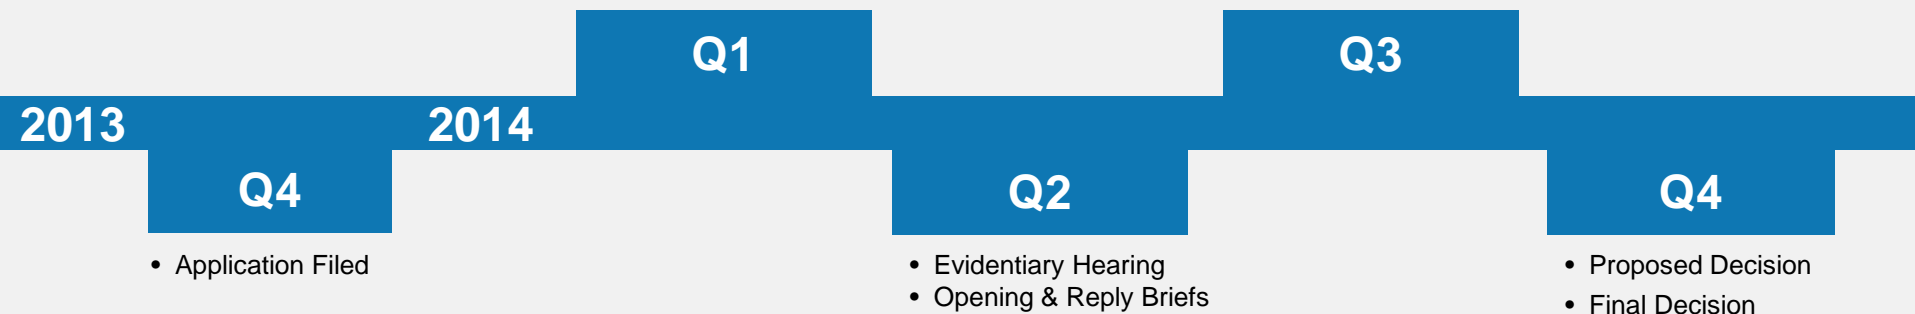 Q1
Q3
2013
2014
Q4
Q2
Q4
• Application Filed
• Evidentiary Hearing
• Opening & Reply Briefs
• Proposed Decision
• Final Decision